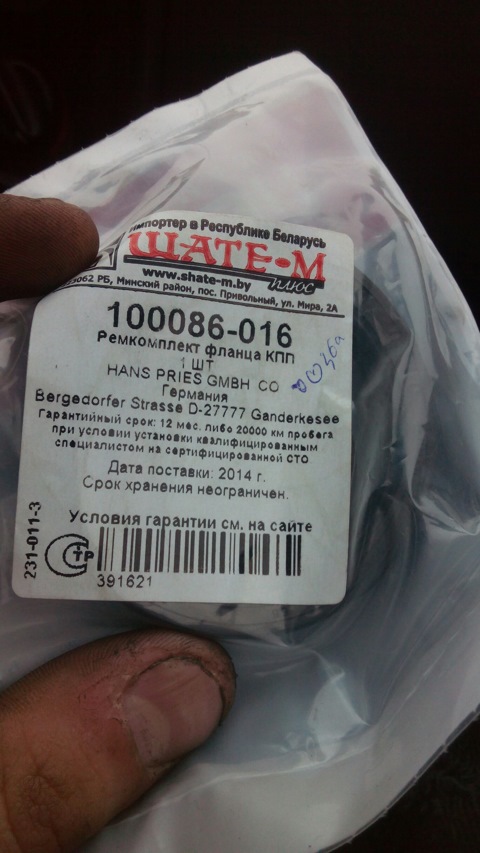 импортер в Республике Беларусь
ШАТЕ-М
плюс
www.shate-m.by
РБ, Минский район, пос. Привольный, ул. Мира, 2А
100086-016
Ремкомплект фланца КПП
1 ШТ
HANS PRIES GMBH CO
Германия
Bergedorfer Strasse D-27777 Ganderkesee
Гарантийный срок: 12 мес. либо 20000 км пробега
при условии установки квалифицированным
специалистом на сертифицированной СТО
Дата поставки: 2014 г.
Срок хранения неограничен.
Условия гарантии см. на сайте
231-011-3
СТР
391621